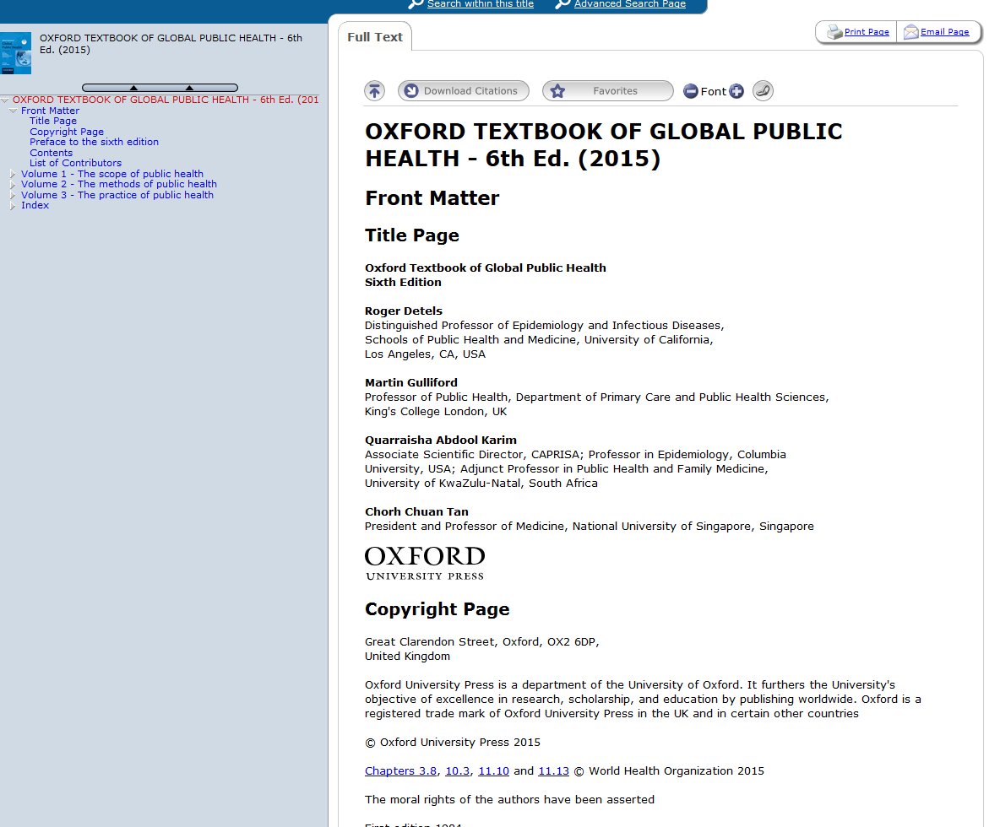 Search within this title
Advanced Search Page
OXFORD TEXTBOOK OF GLOBAL PUBLIC HEALTH - 6th
Ed. (2015)
OXFORD TEXTBOOK OF GLOBAL PUBLIC HEALTH - 6th Ed. (201
Front Matter
Title Page
Copyright Page
Preface to the sixth edition
Contents
List of Contributors
Volume 1 - The scope of public health
Volume 2 - The methods of public health
Volume 3 - The practice of public health
Index
Full Text
Print Page
Email Page
Download Citations
Favorites
Font
OXFORD TEXTBOOK OF GLOBAL PUBLIC
HEALTH - 6th Ed. (2015)
Front Matter
Title Page
Oxford Textbook of Global Public Health
Sixth Edition
Roger Detels
Distinguished Professor of Epidemiology and Infectious Diseases,
Schools of Public Health and Medicine, University of California,
Los Angeles, CA, USA
Martin Gulliford
Professor of Public Health, Department of Primary Care and Public Health Sciences,
King's College London, UK
Quarraisha Abdool Karim
Associate Scientific Director, CAPRISA; Professor in Epidemiology, Columbia
University, USA; Adjunct Professor in Public Health and Family Medicine,
University of KwaZulu-Natal, South Africa
Chorh Chuan Tan
President and Professor of Medicine, National University of Singapore, Singapore
OXFORD
UNIVERSITY PRESS
Copyright Page
Great Clarendon Street, Oxford, OX2 6DP,
United Kingdom
Oxford University Press is a department of the University of Oxford. It furthers the University's
objective of excellence in research, scholarship, and education by publishing worldwide. Oxford is a
registered trade mark of Oxford University Press in the UK and in certain other countries
© Oxford University Press 2015
Chapters 3.8, 10.3, 11.10 and 11.13 © World Health Organization 2015
The moral rights of the authors have been asserted
First edition 1984